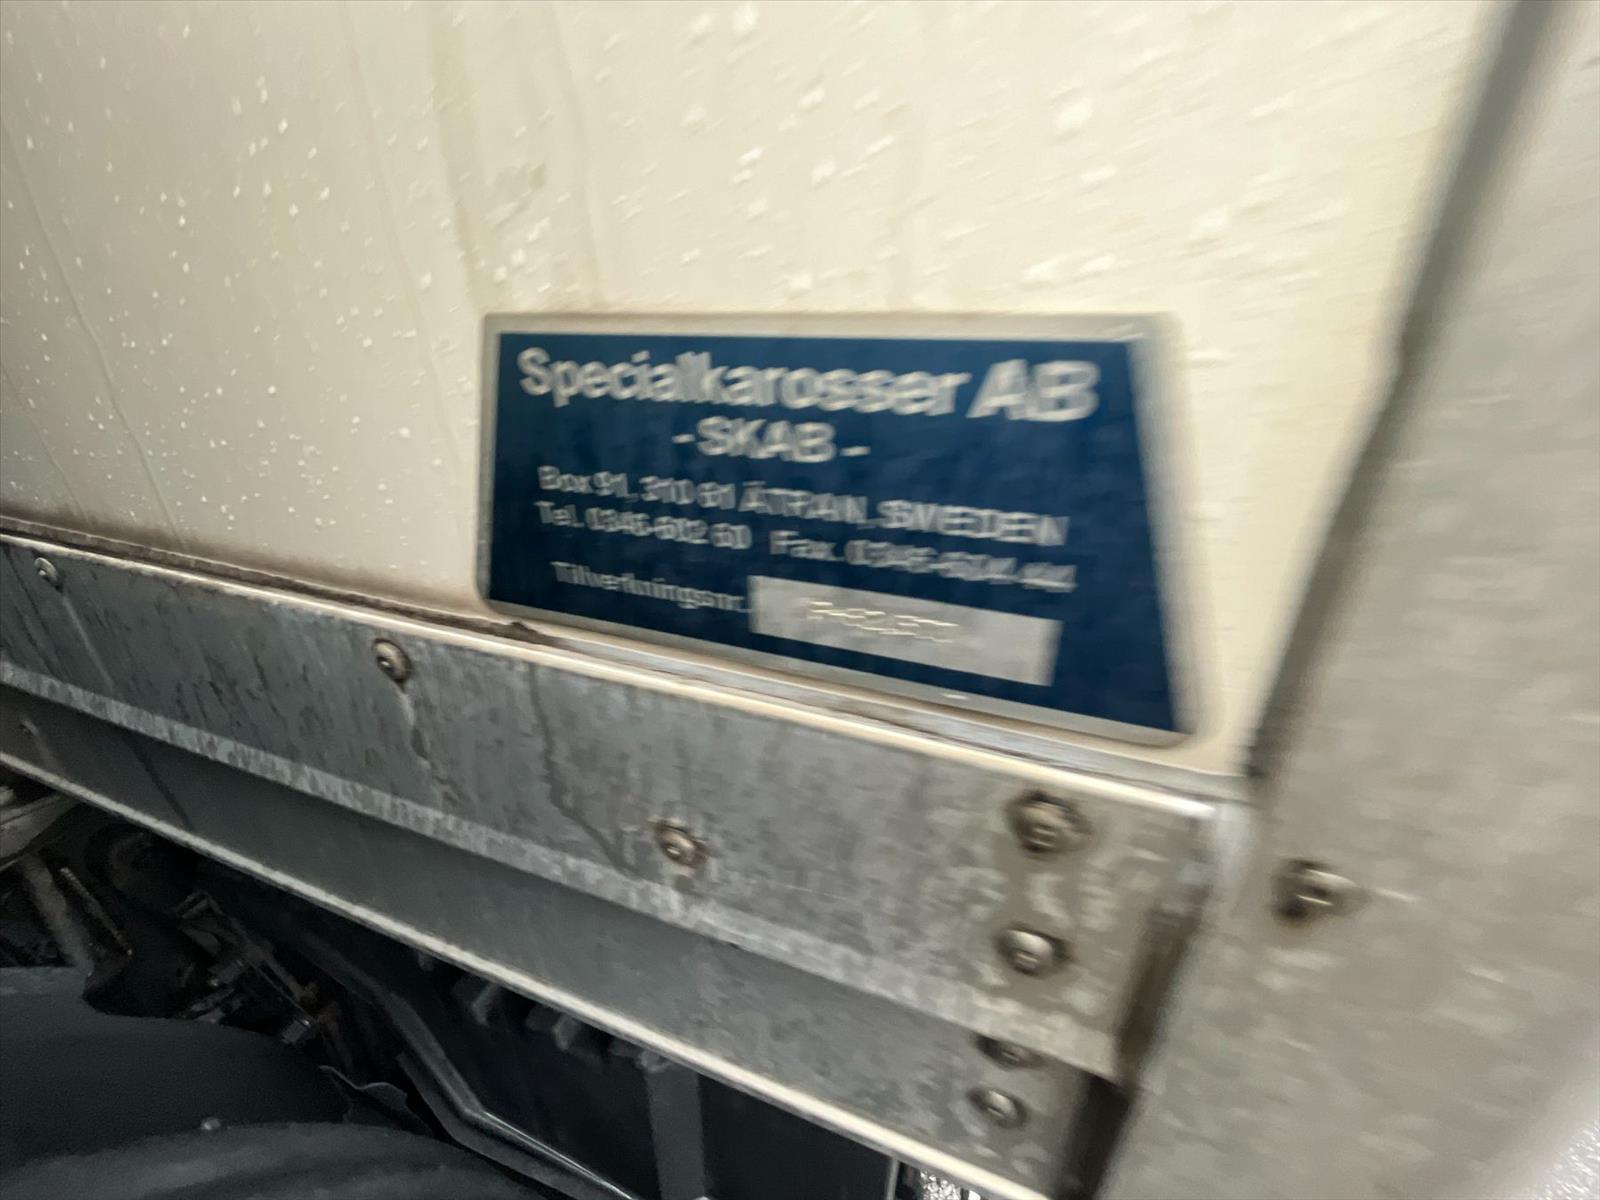 Specialkarosser AB
- SKAB -
Box 91, 310 61 ÄTRAN, SWEDEN
Tel. 0346-602 60 Fax. 0346-604 44
Tillverkningsnr.